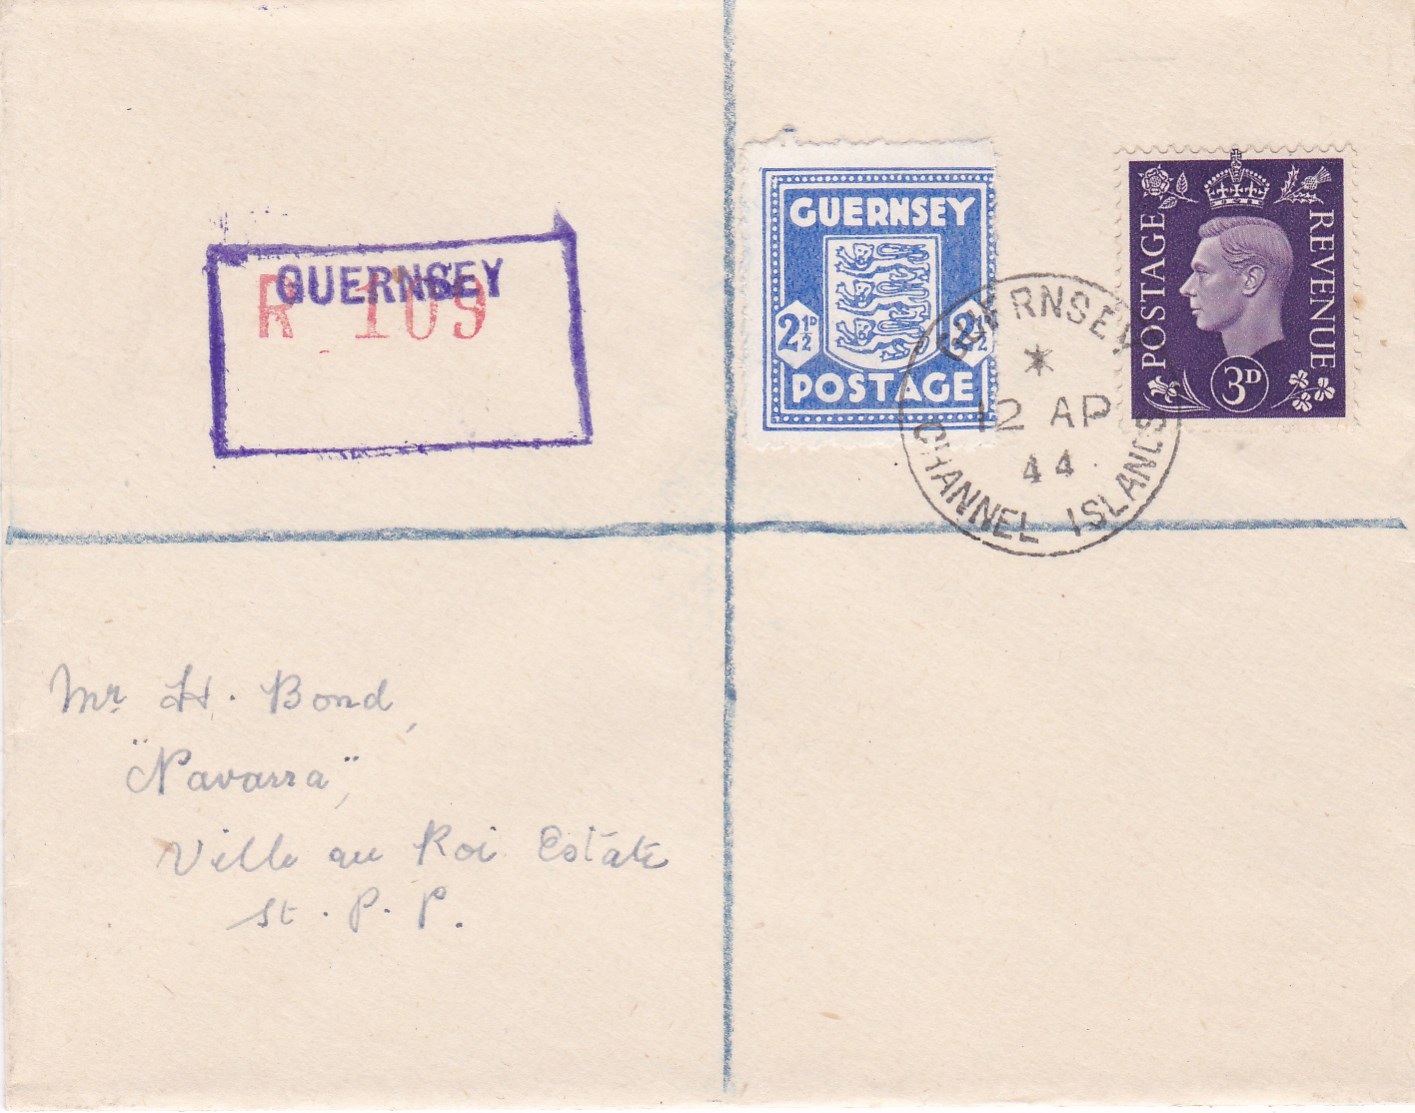 GUERNSEY
R 109
GUERNSEY
2½D 2½D
POSTAGE
POSTAGE
REVENUE
3D
GUERNSEY
12 AP
44
CHANNEL ISLANDS
Mr H. Bond,
"Navarra",
Ville au Roi Estate
St. P. P.